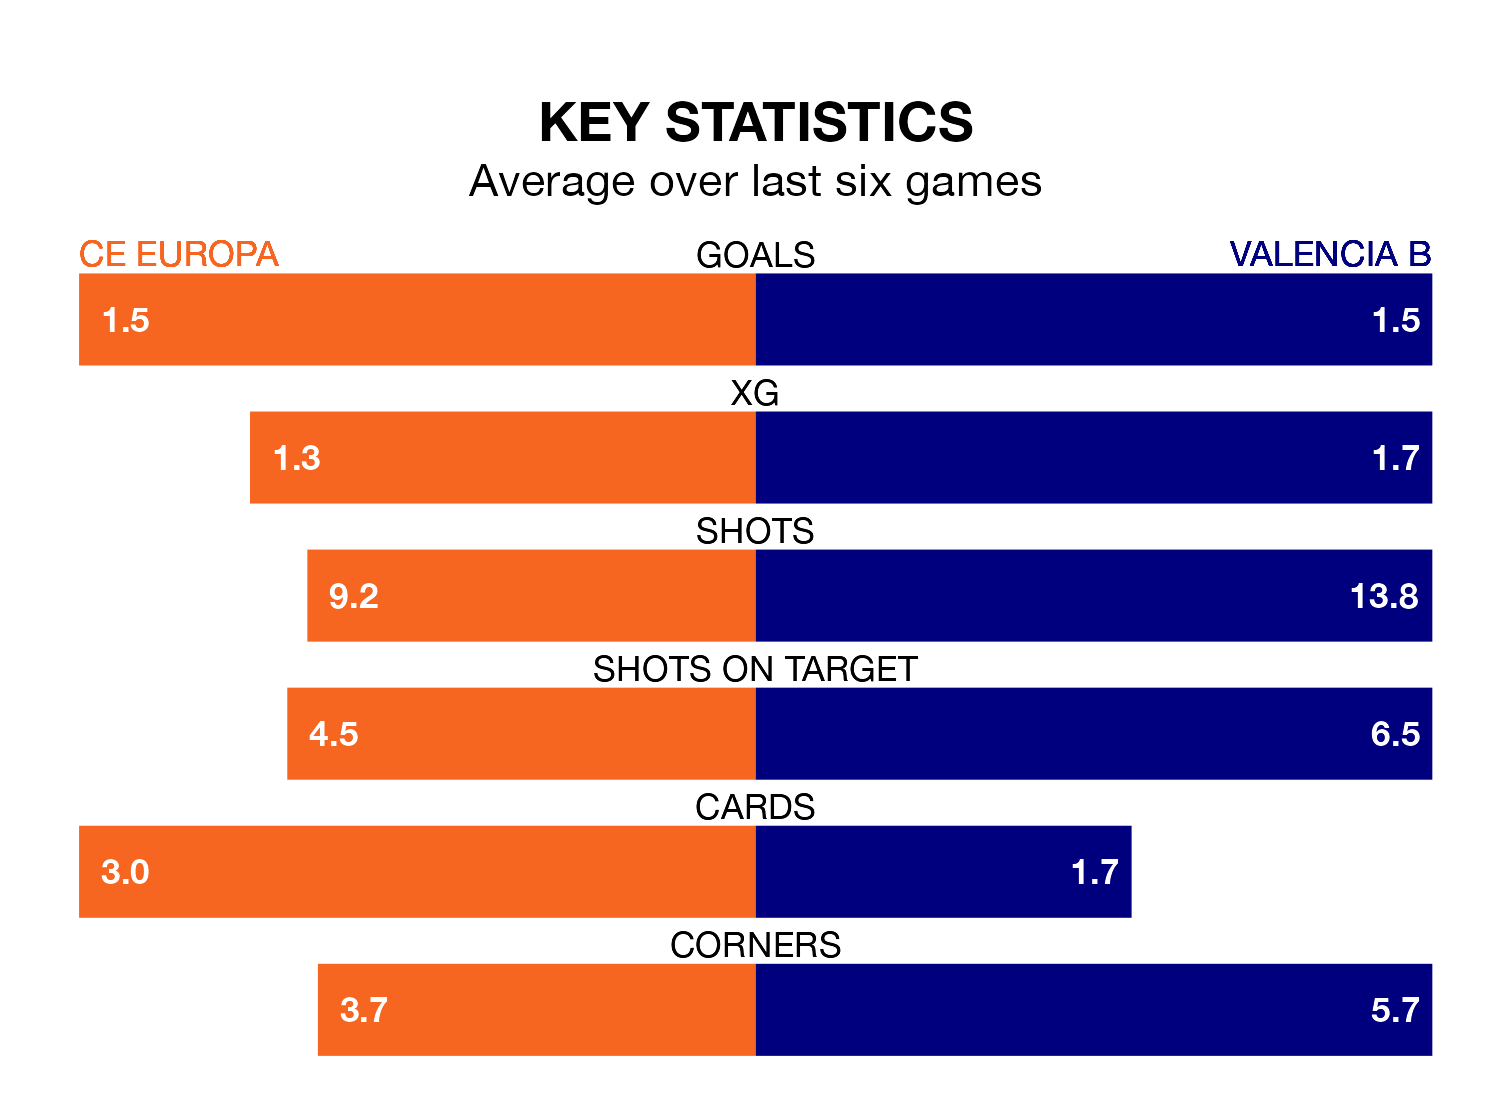 KEY STATISTICS
Average over last six games
CE EUROPA GOALS VALENCIA B
1.5 1.5
XG
1.3 1.7
SHOTS
9.2 13.8
SHOTS ON TARGET
4.5 6.5
CARDS
3.0 1.7
CORNERS
3.7 5.7